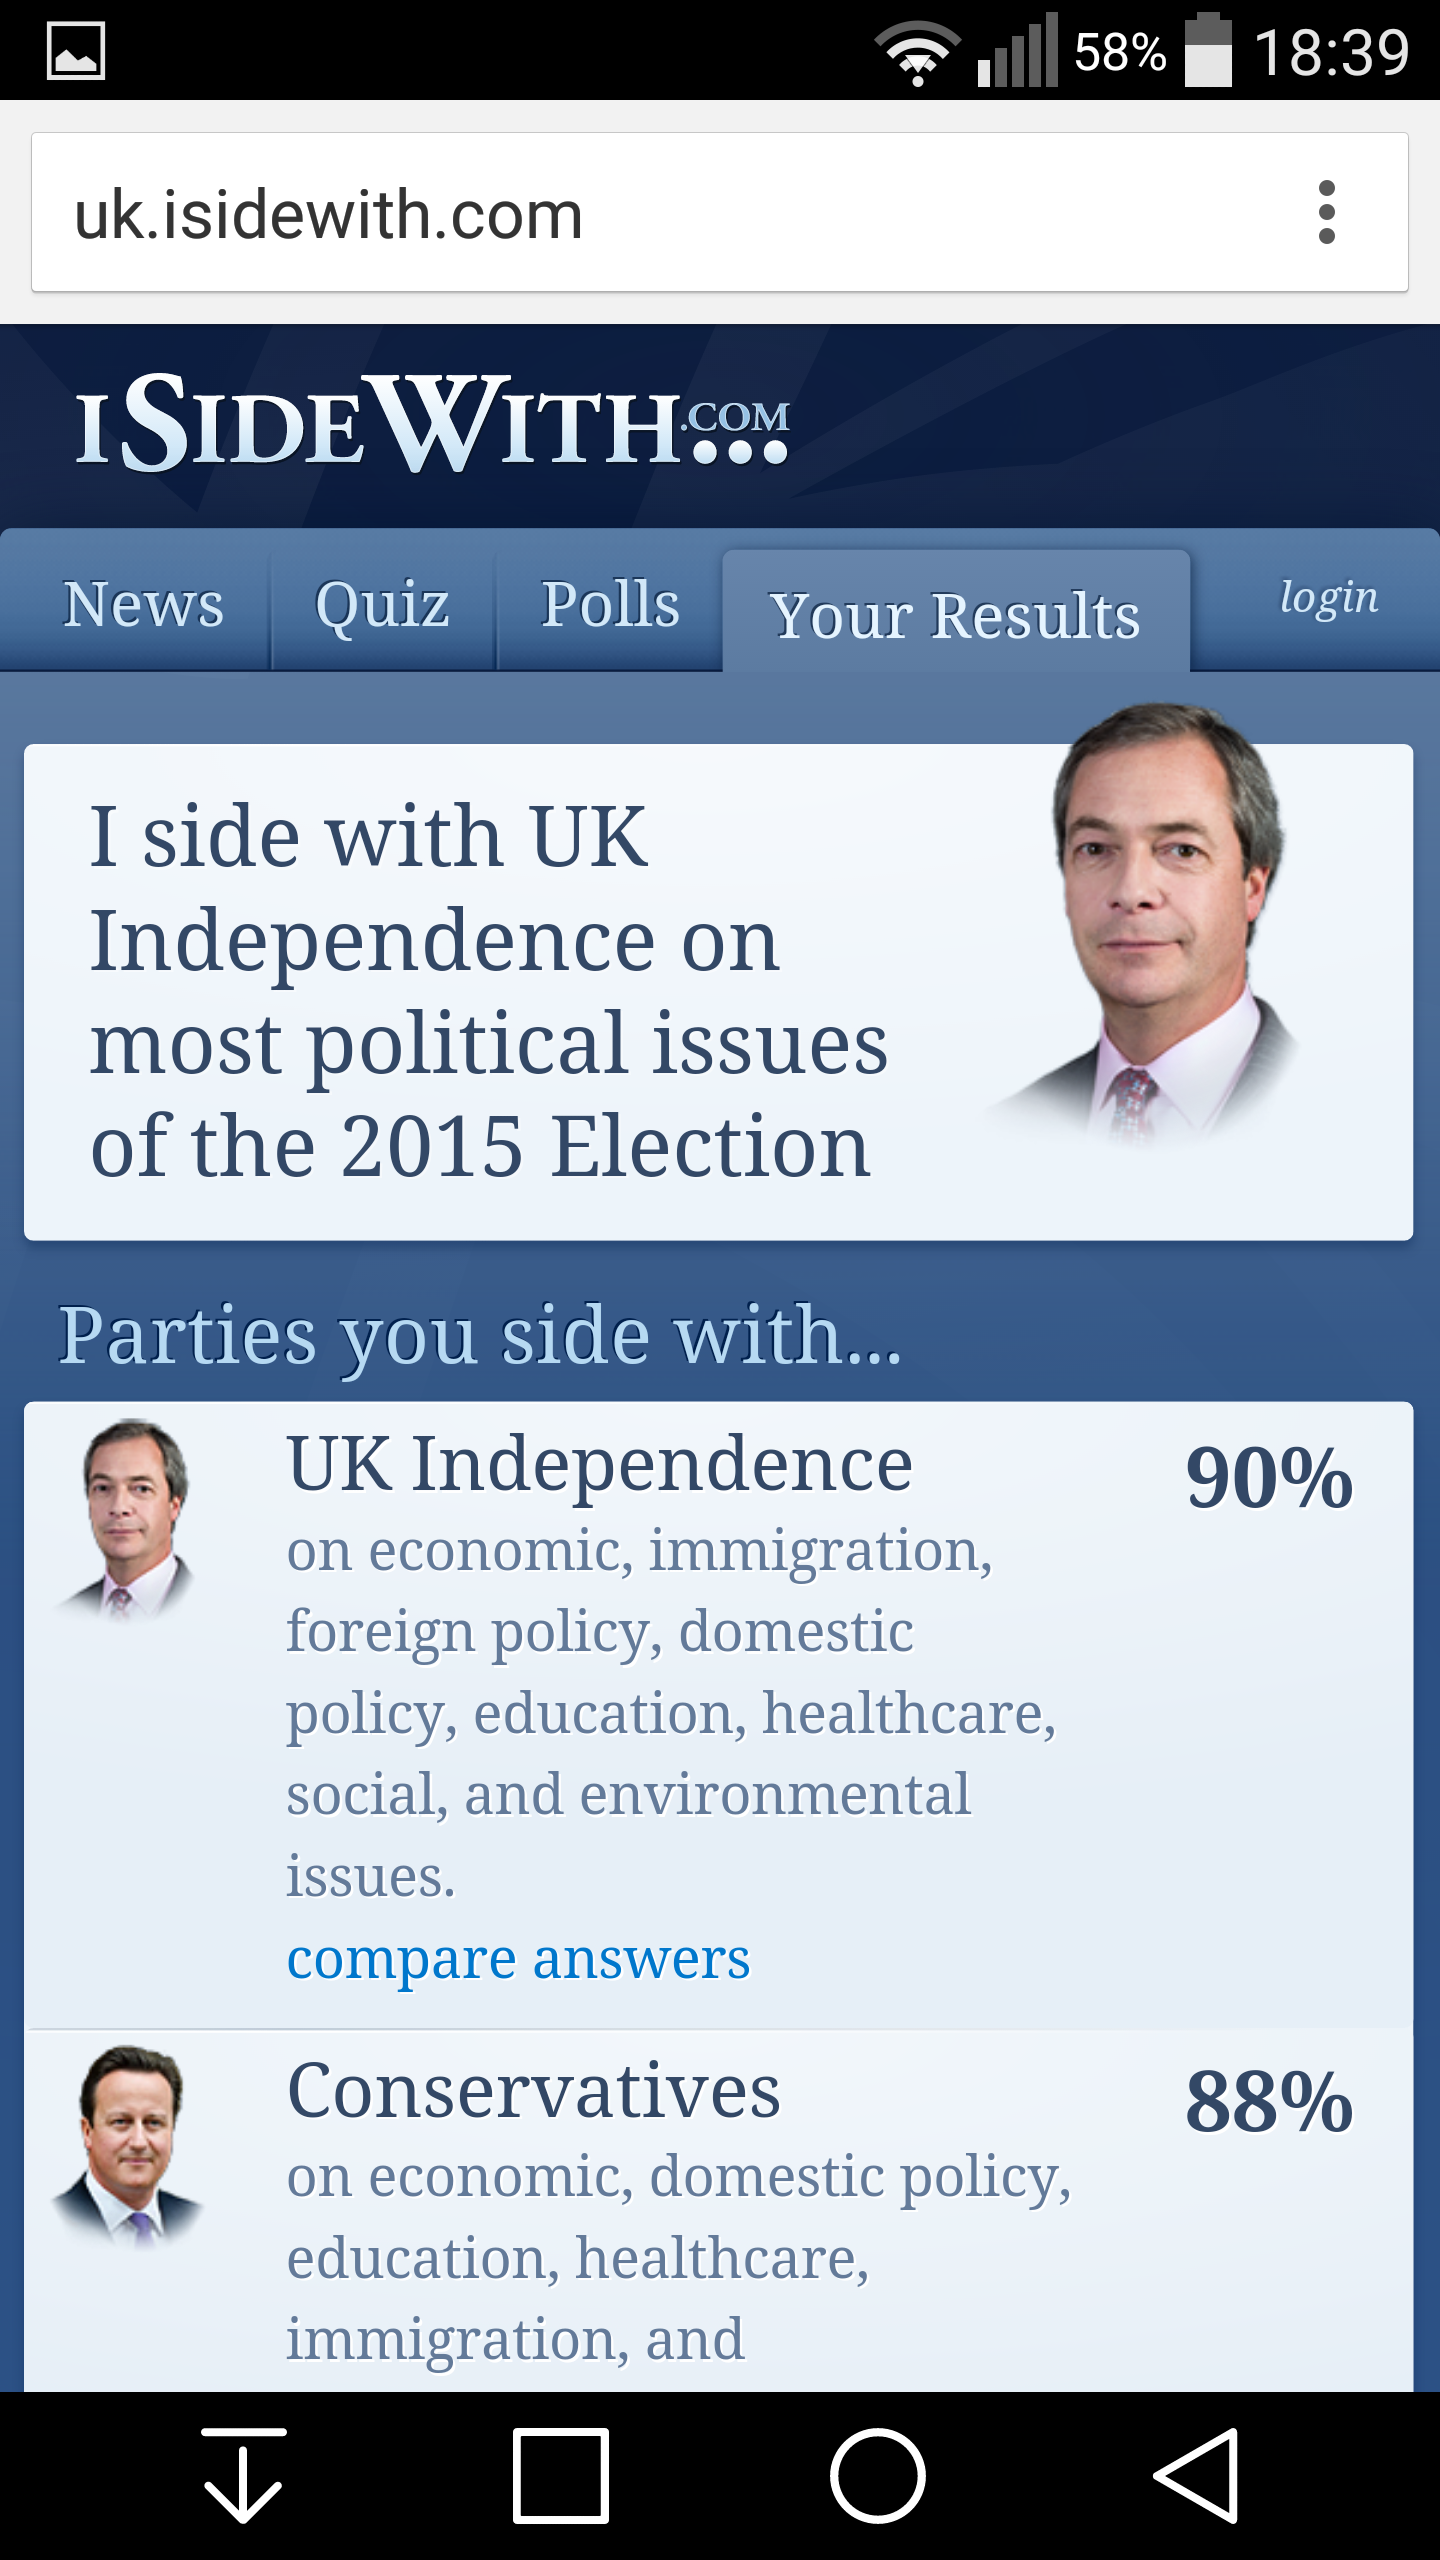 58% 18:39
uk.isidewith.com
ISIDEWITH.COM...
News Quiz Polls Your Results login
I side with UK
Independence on
most political issues
of the 2015 Election
Parties you side with...
UK Independence 90%
on economic, immigration,
foreign policy, domestic
policy, education, healthcare,
social, and environmental
issues.
compare answers
Conservatives 88%
on economic, domestic policy,
education, healthcare,
immigration, and